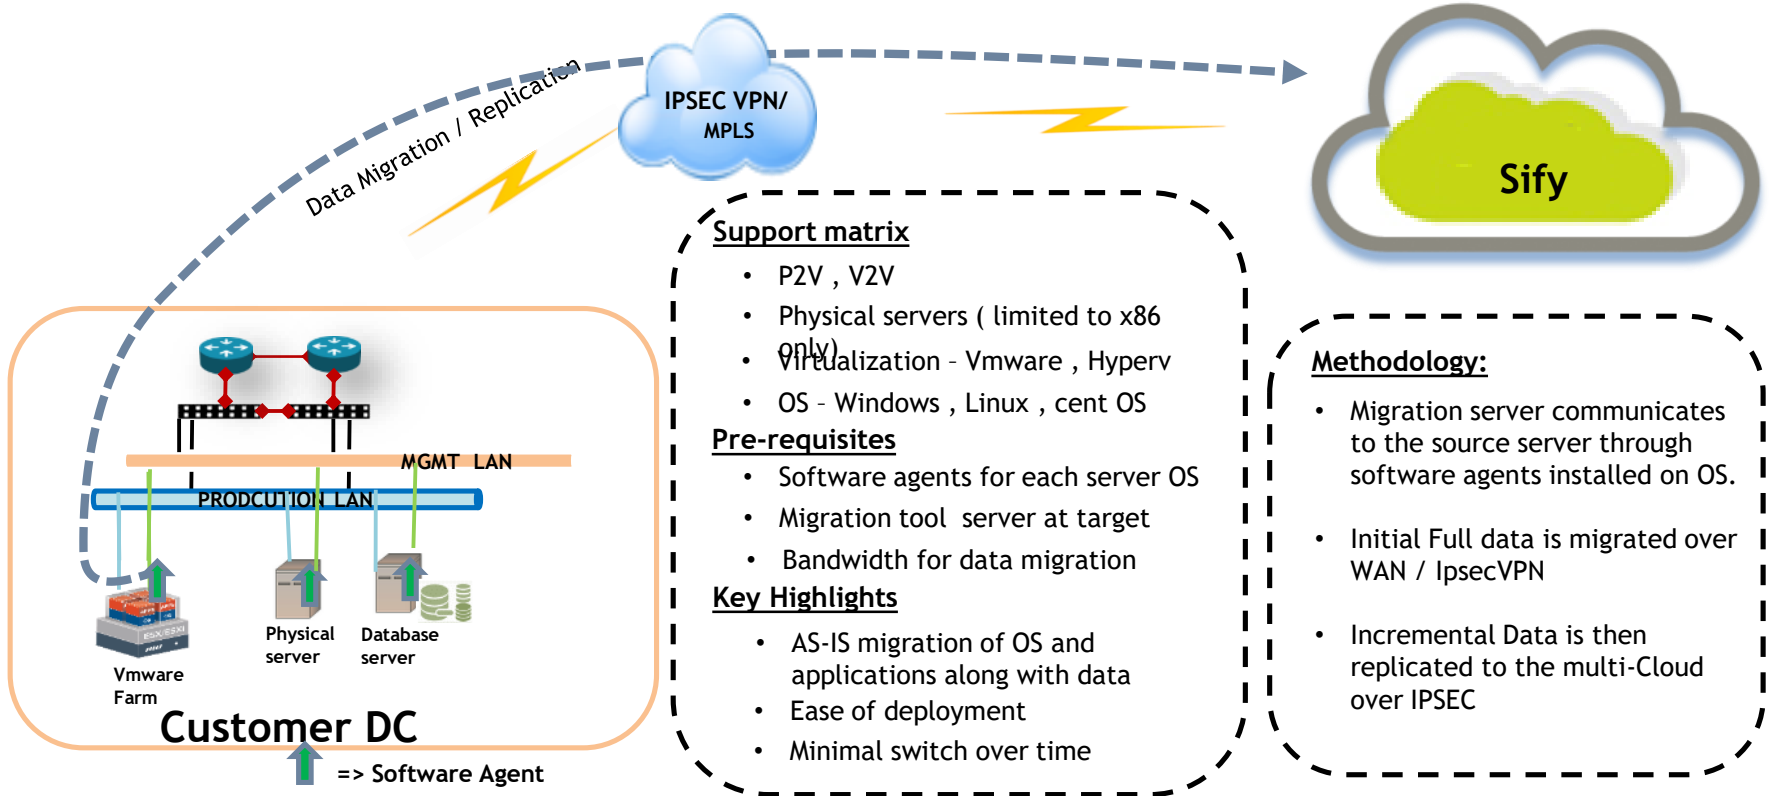 Data Migration / Replication
IPSEC VPN/
MPLS
Sify
MGMT LAN
PRODCUTION LAN
ESX/ESXi
Vmware
Farm
Physical
server
Database
server
Customer DC
=> Software Agent
Support matrix
• P2V , V2V
• Physical servers ( limited to x86
only)
• Virtualization – Vmware , Hyperv
• OS – Windows , Linux , cent OS
Pre-requisites
• Software agents for each server OS
• Migration tool server at target
• Bandwidth for data migration
Key Highlights
• AS-IS migration of OS and
applications along with data
• Ease of deployment
• Minimal switch over time
Methodology:
• Migration server communicates
to the source server through
software agents installed on OS.
• Initial Full data is migrated over
WAN / IpsecVPN
• Incremental Data is then
replicated to the multi-Cloud
over IPSEC